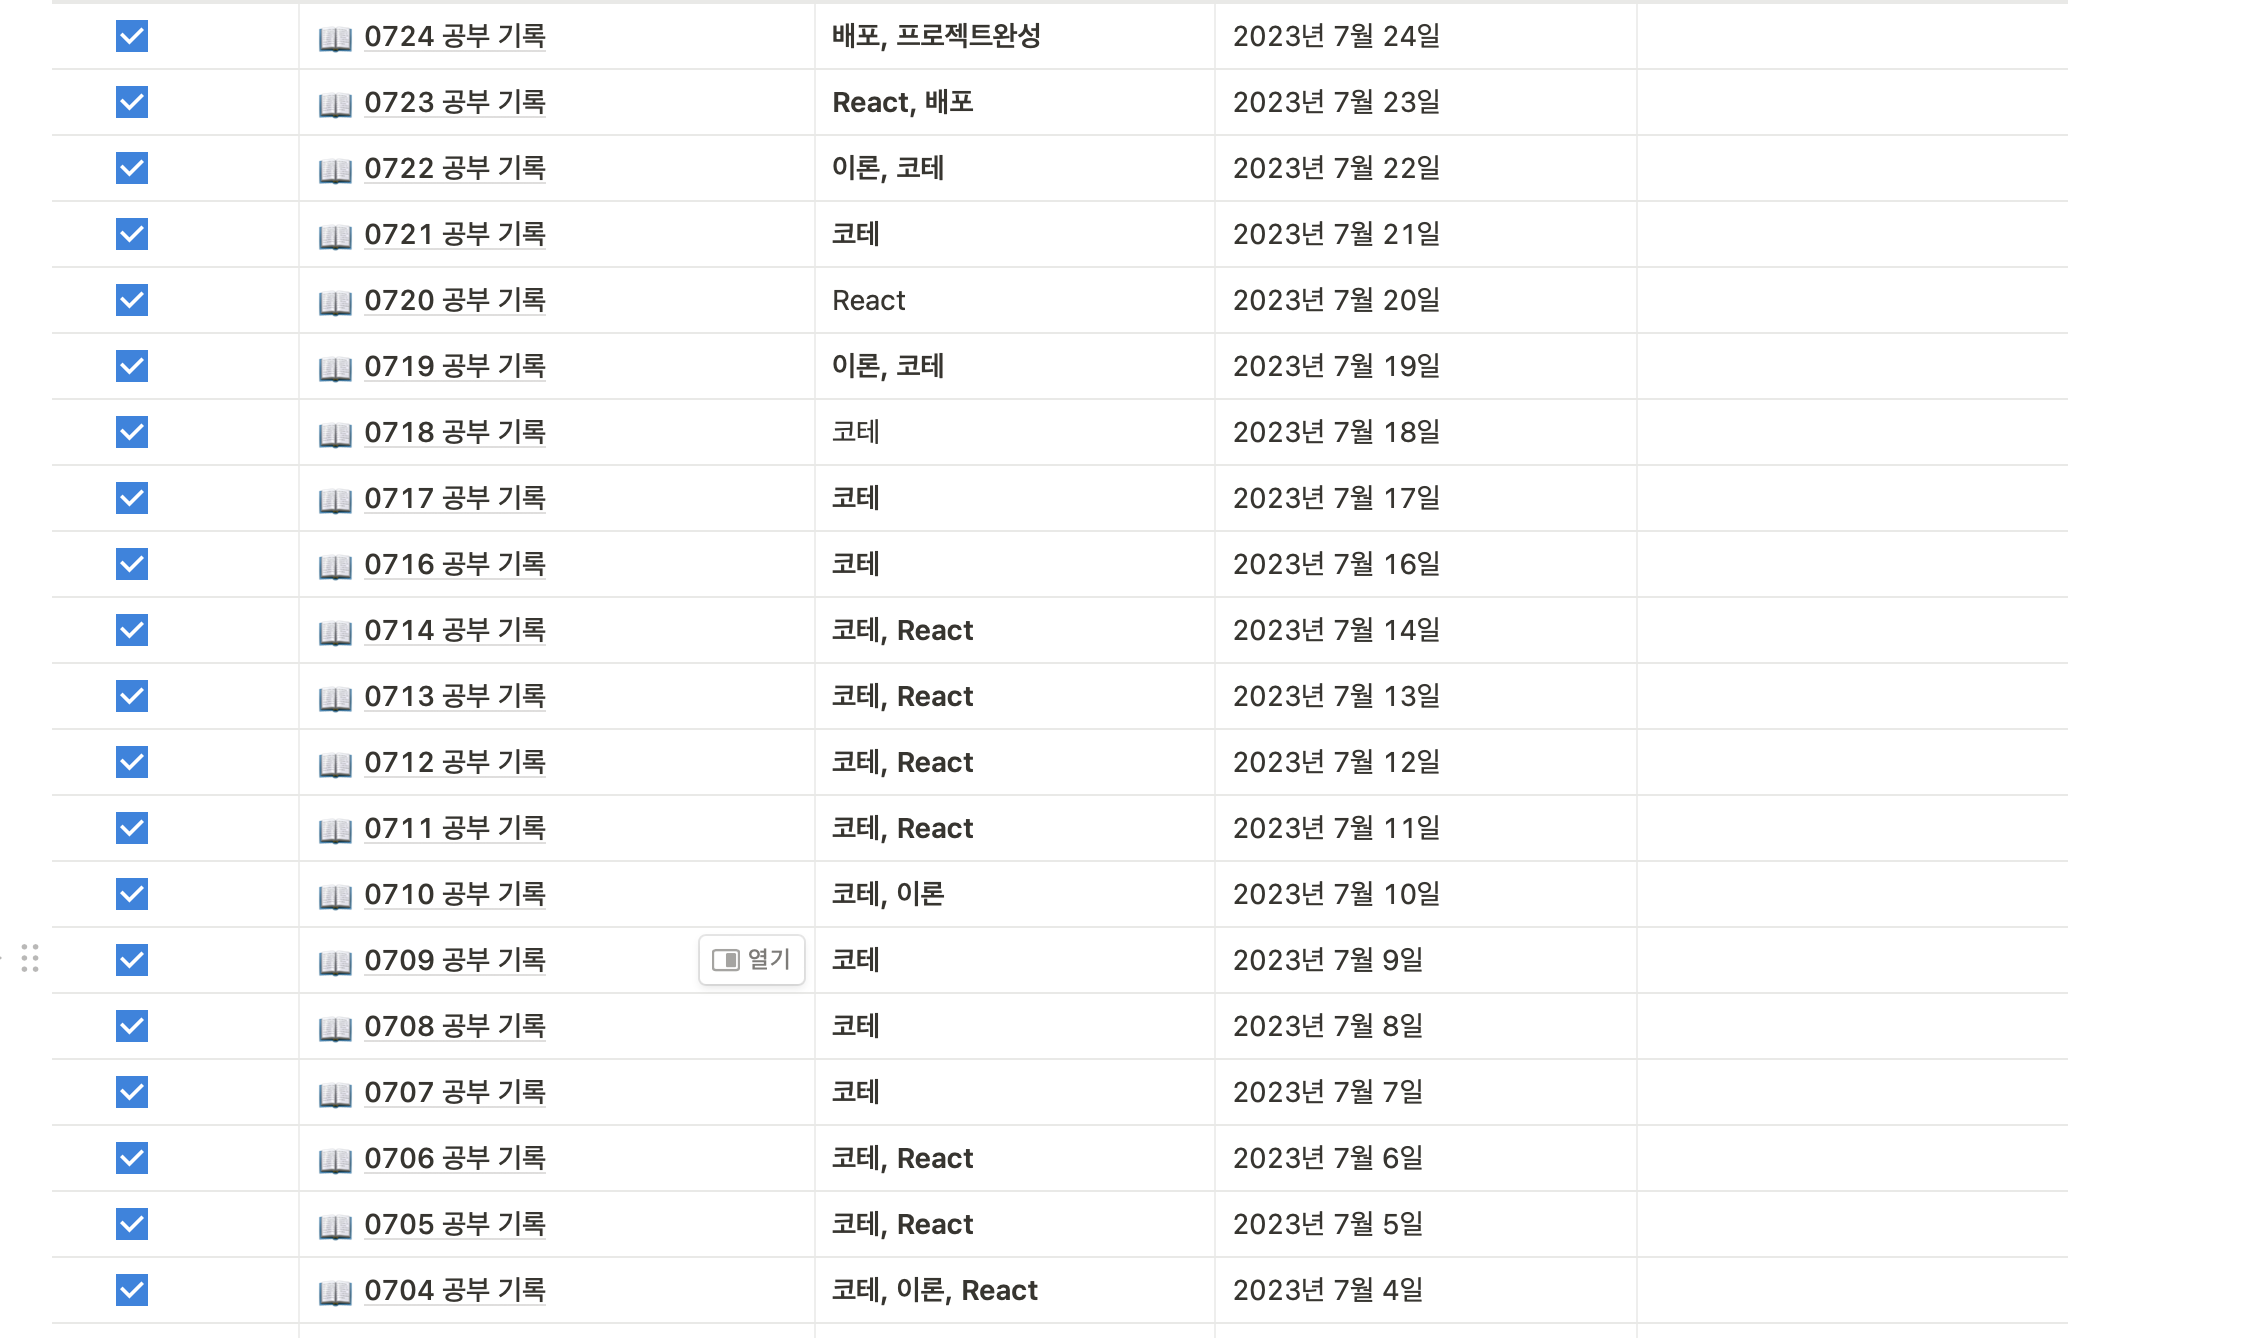 0724 공부 기록 배포, 프로젝트완성 2023년 7월 24일
0723 공부 기록 React, 배포 2023년 7월 23일
0722 공부 기록 이론, 코테 2023년 7월 22일
0721 공부 기록 코테 2023년 7월 21일
0720 공부 기록 React 2023년 7월 20일
0719 공부 기록 이론, 코테 2023년 7월 19일
0718 공부 기록 코테 2023년 7월 18일
0717 공부 기록 코테 2023년 7월 17일
0716 공부 기록 코테 2023년 7월 16일
0714 공부 기록 코테, React 2023년 7월 14일
0713 공부 기록 코테, React 2023년 7월 13일
0712 공부 기록 코테, React 2023년 7월 12일
0711 공부 기록 코테, React 2023년 7월 11일
0710 공부 기록 코테, 이론 2023년 7월 10일
0709 공부 기록 열기 코테 2023년 7월 9일
0708 공부 기록 코테 2023년 7월 8일
0707 공부 기록 코테 2023년 7월 7일
0706 공부 기록 코테, React 2023년 7월 6일
0705 공부 기록 코테, React 2023년 7월 5일
0704 공부 기록 코테, 이론, React 2023년 7월 4일